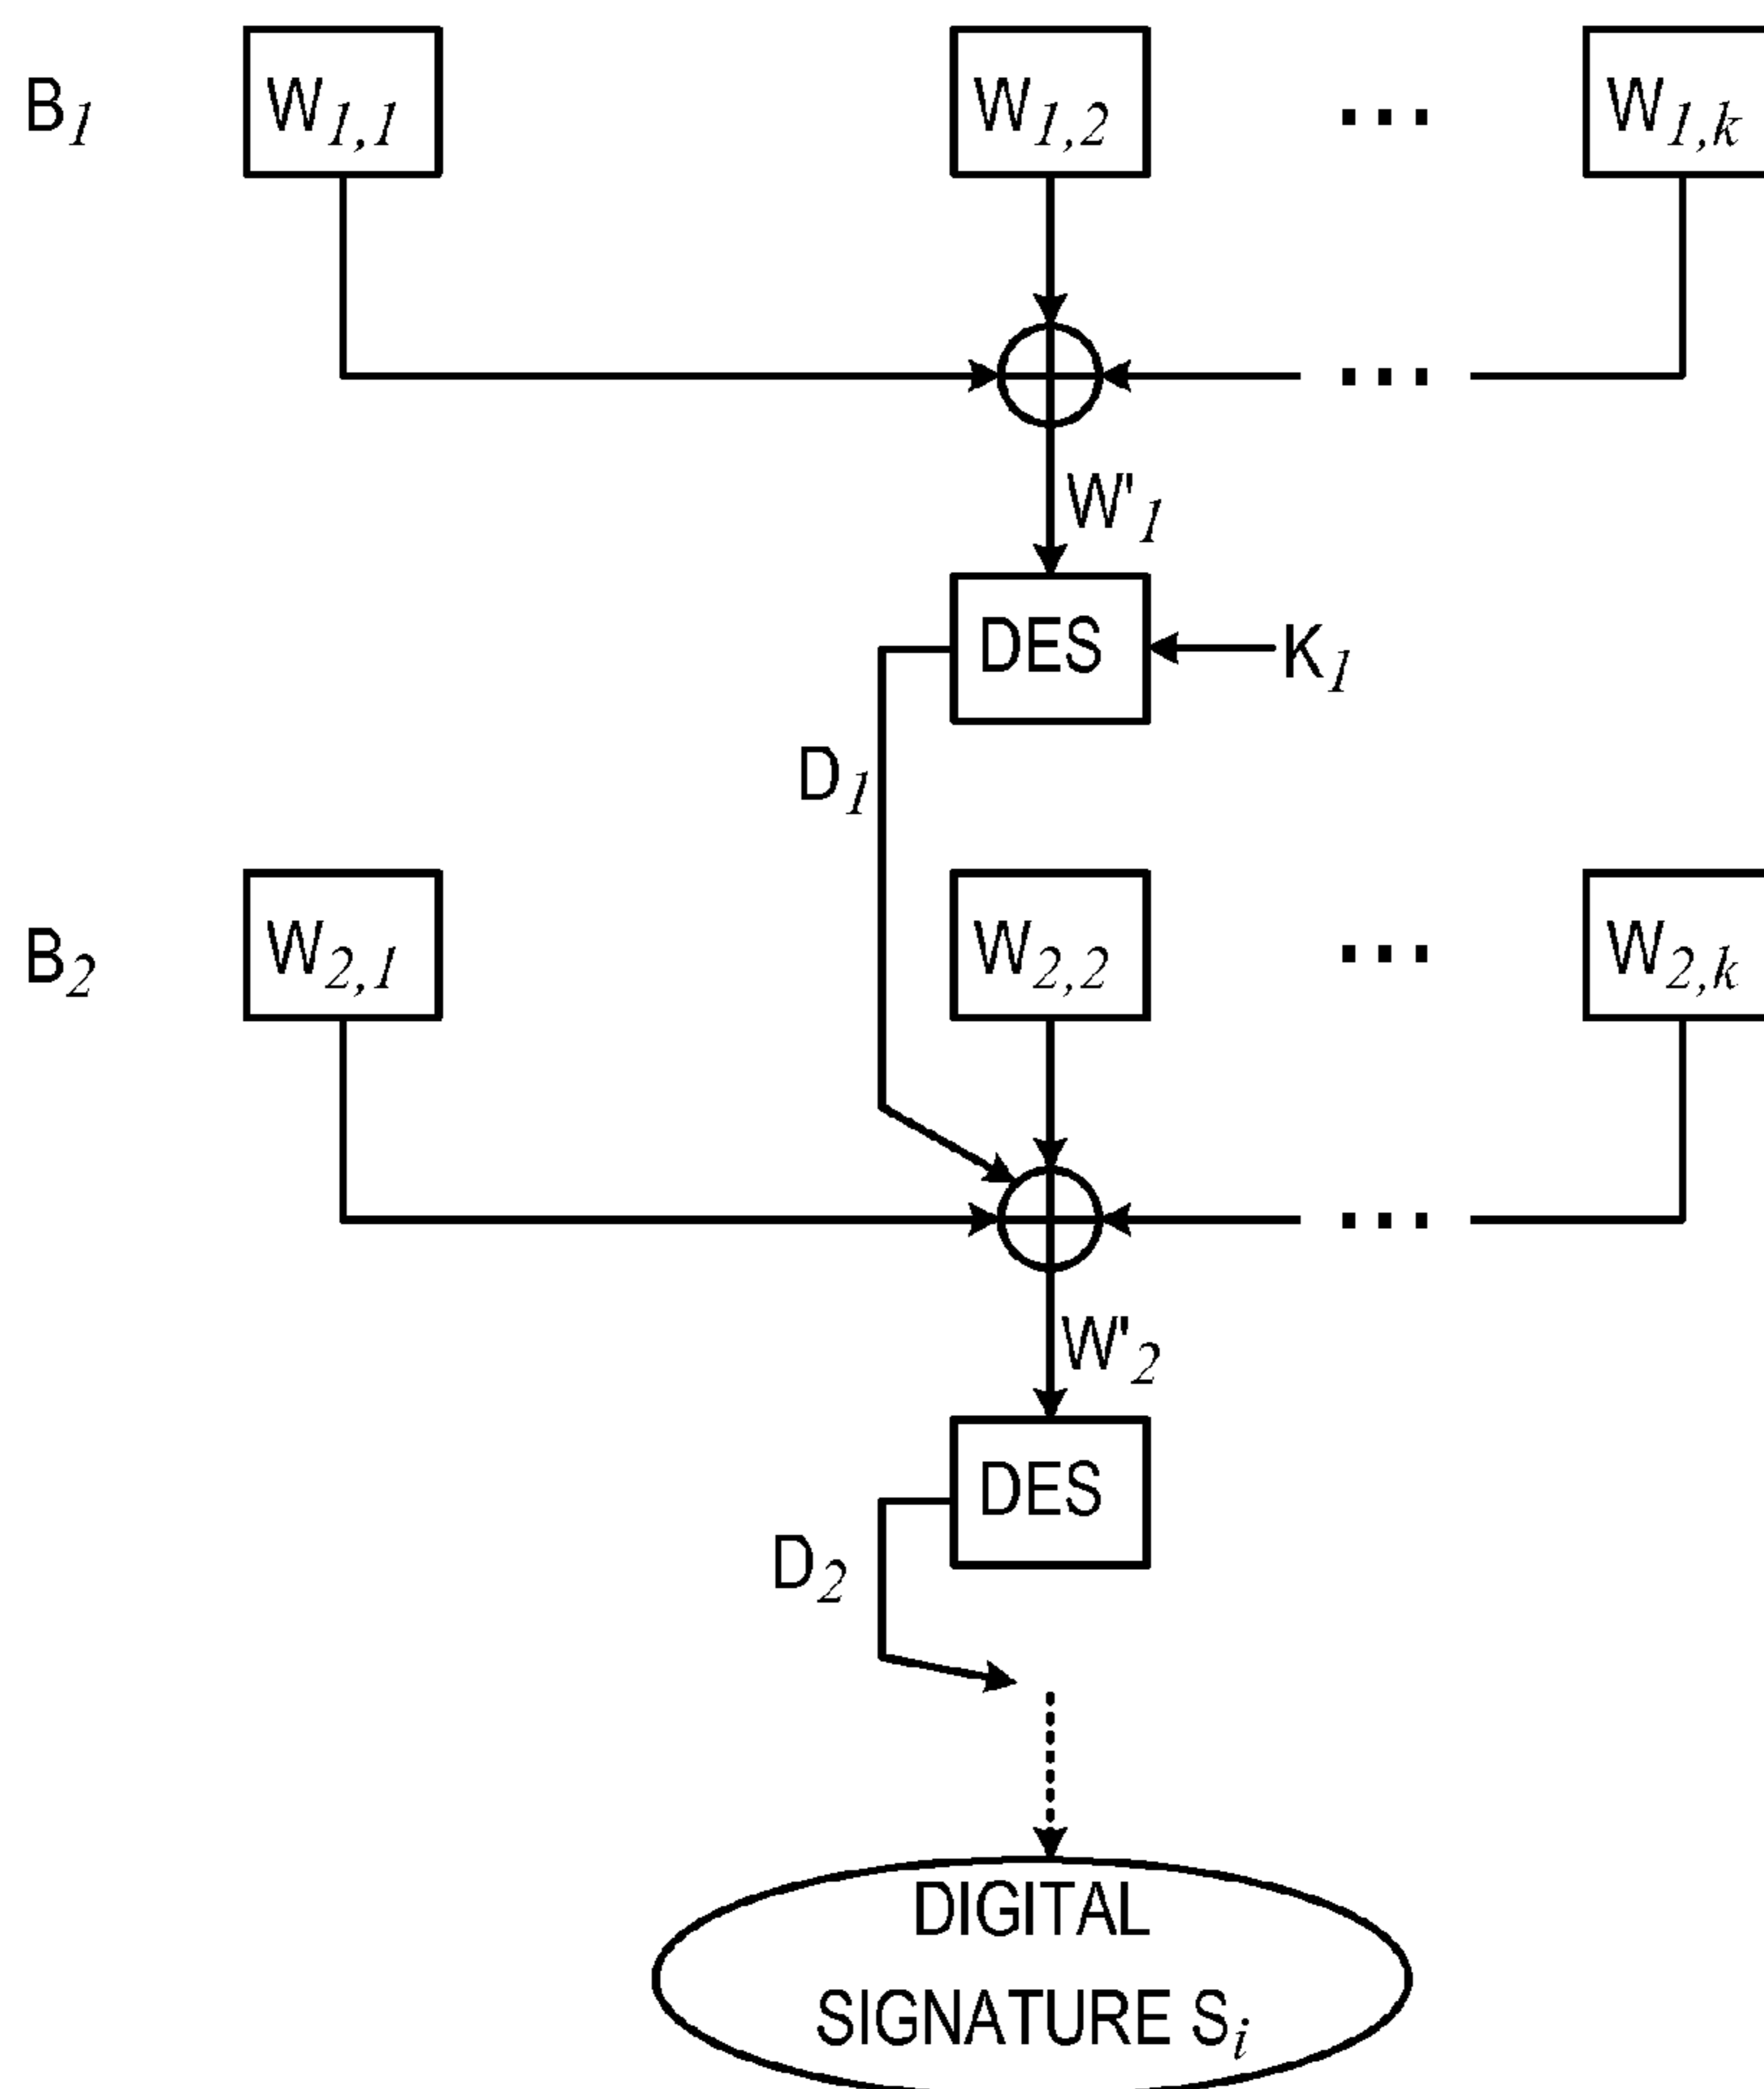 B1 W1,1 W1,2 ... W1,k
W'1
DES K1
D1
B2 W2,1 W2,2 ... W2,k
W'2
DES
D2
DIGITAL
SIGNATURE Si